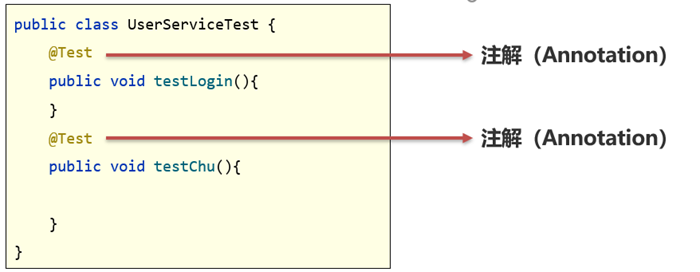 public class UserServiceTest {
@Test
注解（Annotation）
public void testLogin(){
}
@Test
注解（Annotation）
public void testChu(){
}
}